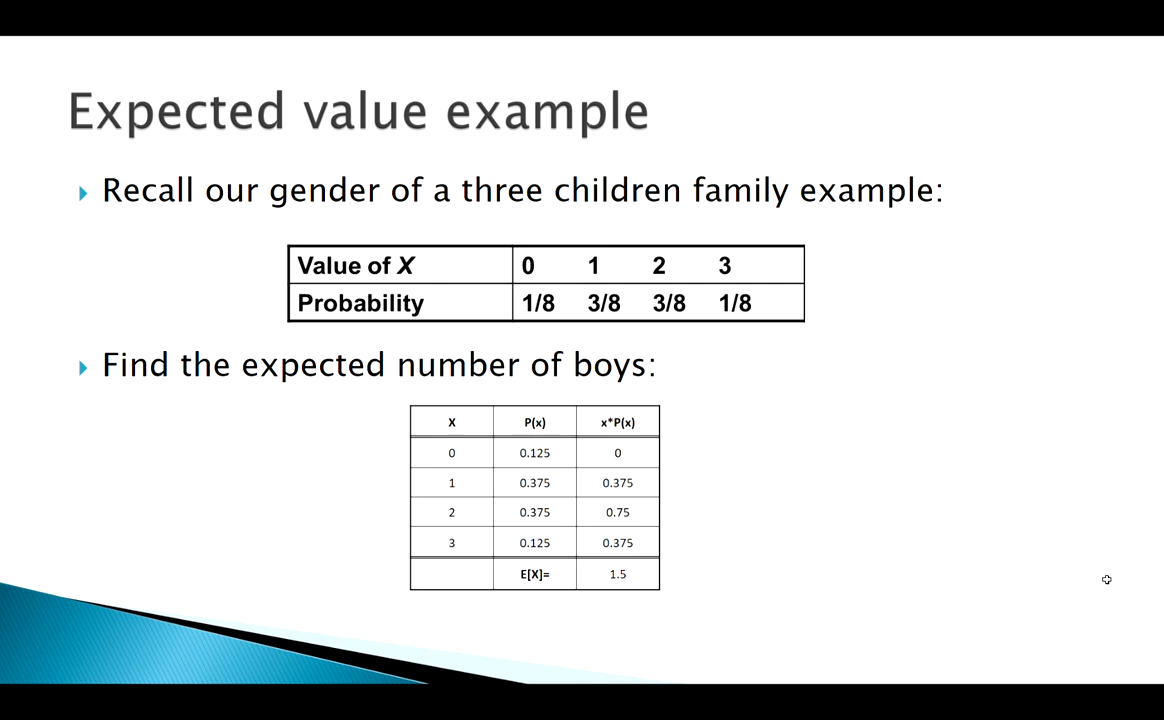 Expected value example
Recall our gender of a three children family example:
Value of X 0 1 2 3
Probability 1/8 3/8 3/8 1/8
Find the expected number of boys:
X P(x) x*P(x)
0 0.125 0
1 0.375 0.375
2 0.375 0.75
3 0.125 0.375
E[X]= 1.5